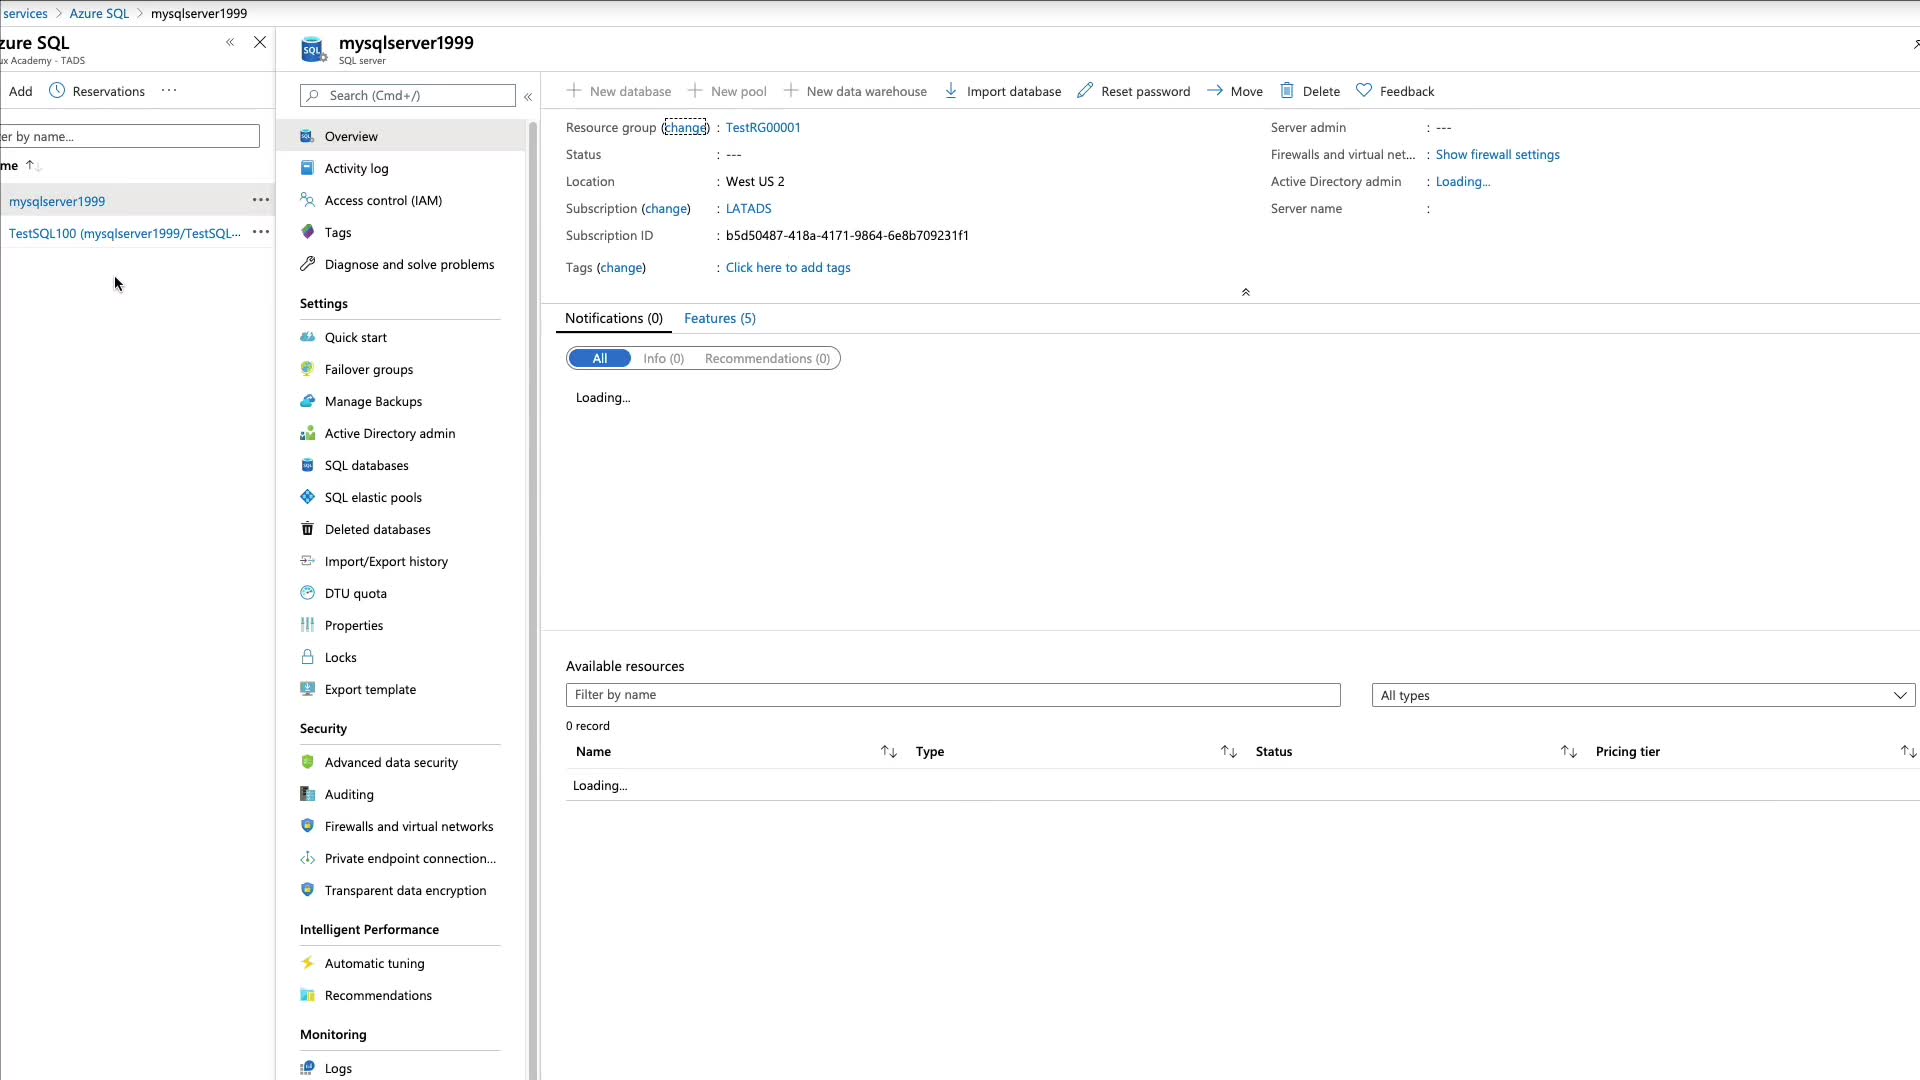 services > Azure SQL > mysqlserver1999
zure SQL
ux Academy - TADS
Add Reservations ...
er by name...
me
mysqlserver1999 ...
TestSQL100 (mysqlserver1999/TestSQL... ...
mysqlserver1999
SQL server
Search (Cmd+/)
Overview
Activity log
Access control (IAM)
Tags
Diagnose and solve problems
Settings
Quick start
Failover groups
Manage Backups
Active Directory admin
SQL databases
SQL elastic pools
Deleted databases
Import/Export history
DTU quota
Properties
Locks
Export template
Security
Advanced data security
Auditing
Firewalls and virtual networks
Private endpoint connection...
Transparent data encryption
Intelligent Performance
Automatic tuning
Recommendations
Monitoring
Logs
New database New pool New data warehouse Import database Reset password Move Delete Feedback
Resource group (change) : TestRG00001
Status : ---
Location : West US 2
Subscription (change) : LATADS
Subscription ID : b5d50487-418a-4171-9864-6e8b709231f1
Tags (change) : Click here to add tags
Server admin : ---
Firewalls and virtual net... : Show firewall settings
Active Directory admin : Loading...
Server name :
Notifications (0) Features (5)
All Info (0) Recommendations (0)
Loading...
Available resources
Filter by name All types
0 record
Name Type Status Pricing tier
Loading...